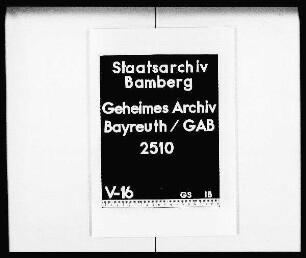 Staatsarchiv
Bamberg
Geheimes Archiv
Bayreuth / GAB
2510
V-16 GS 18